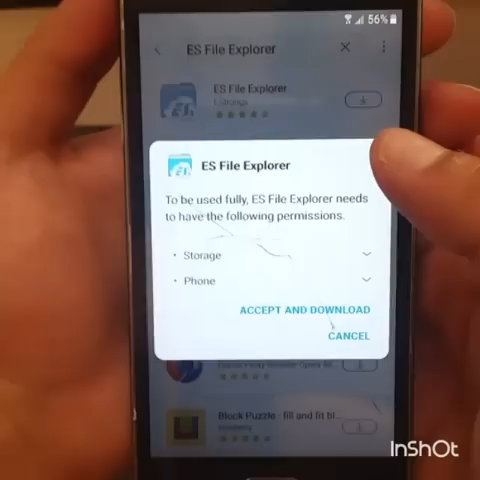 56%
ES File Explorer
ES File Explorer
ES File Explorer
To be used fully, ES File Explorer needs
to have the following permissions.
• Storage
• Phone
ACCEPT AND DOWNLOAD
CANCEL
Block Puzzle : fill and fit bl...
InShOt